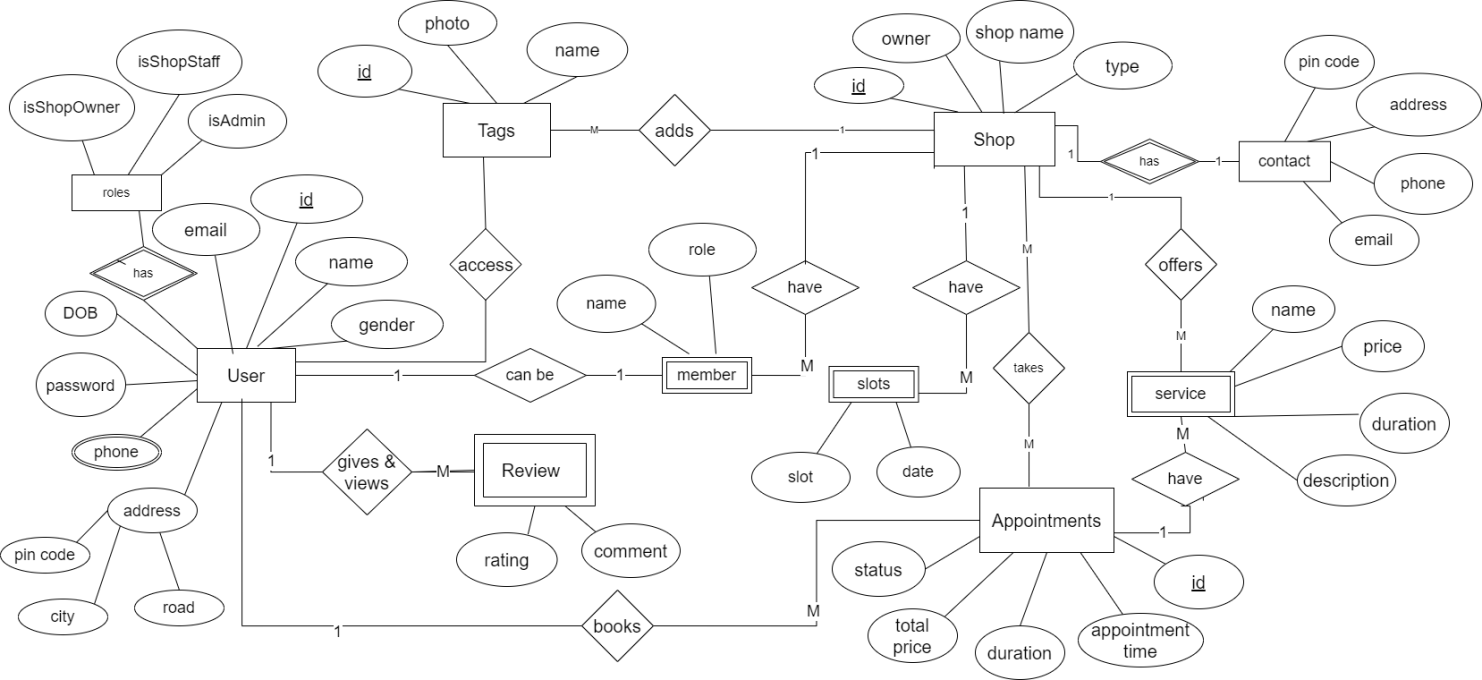 photo
name
id
Tags
M
adds
1
owner
shop name
id
type
Shop
pin code
address
phone
email
contact
1
has
1
isShopStaff
isShopOwner
isAdmin
roles
has
email
id
name
gender
DOB
password
phone
User
address
pin code
city
road
access
1
can be
1
name
role
member
1
have
M
1
have
M
slots
slot
date
M
takes
M
1
offers
M
name
price
duration
description
service
M
have
1
1
gives &
views
M
Review
rating
comment
Appointments
status
total
price
duration
appointment
time
id
1
books
M